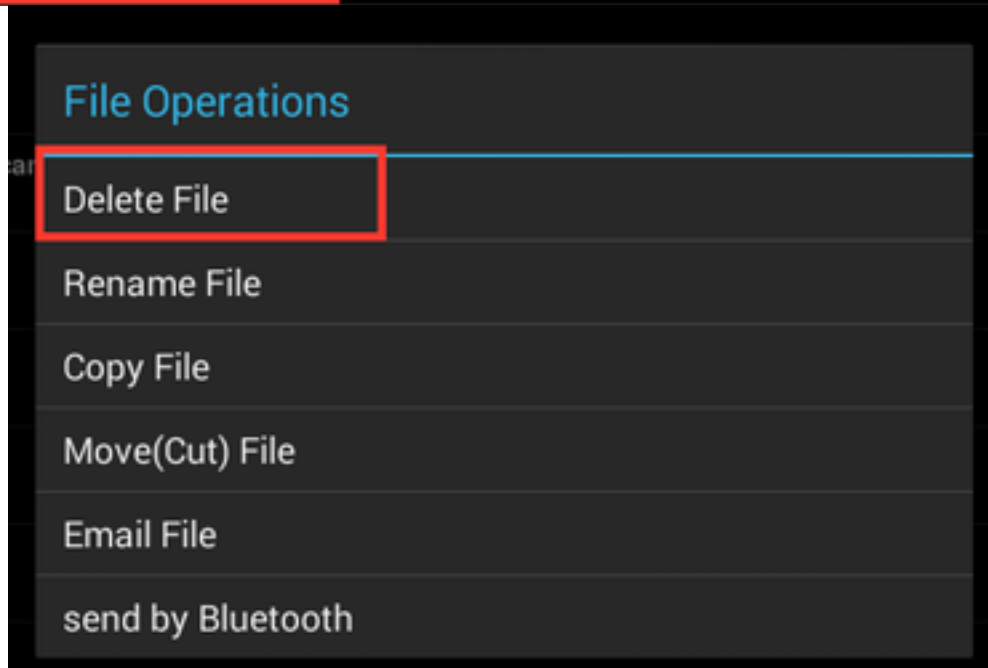 File Operations
Delete File
Rename File
Copy File
Move(Cut) File
Email File
send by Bluetooth